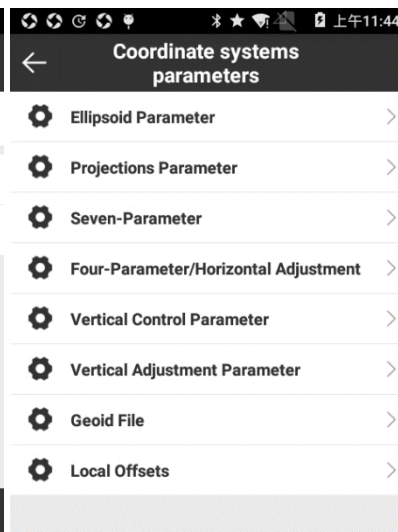 上午11:44
Coordinate systems
parameters
Ellipsoid Parameter
Projections Parameter
Seven-Parameter
Four-Parameter/Horizontal Adjustment
Vertical Control Parameter
Vertical Adjustment Parameter
Geoid File
Local Offsets